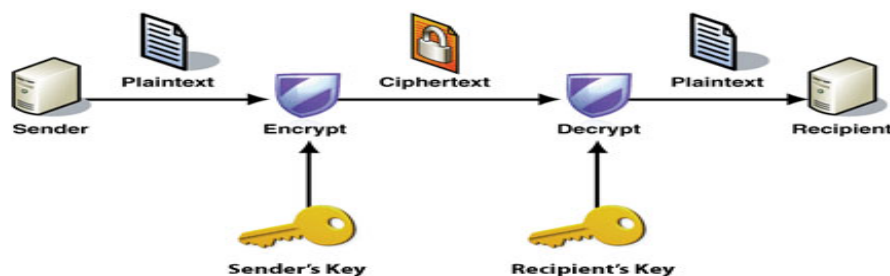 Plaintext
Ciphertext
Plaintext
Sender
Encrypt
Decrypt
Recipient
Sender's Key
Recipient's Key